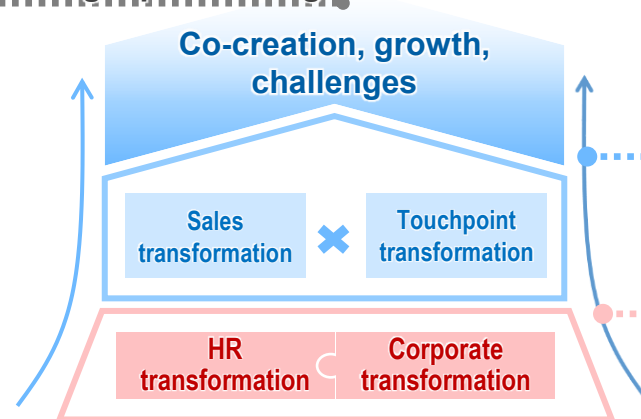 Co-creation, growth,
challenges
Sales
transformation
Touchpoint
transformation
HR
transformation
Corporate
transformation